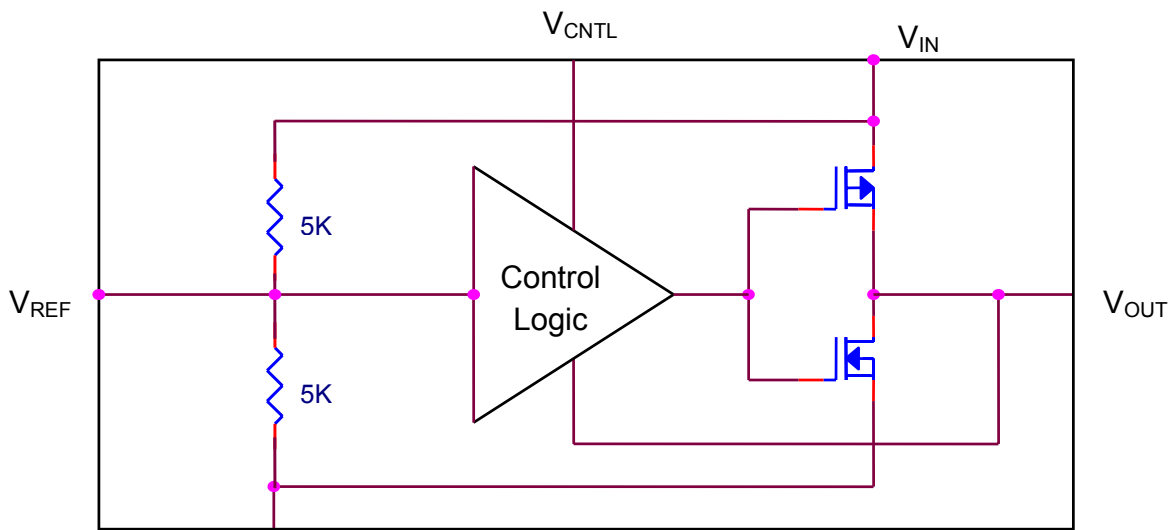 VCNTL
VIN
5K
Control
Logic
VREF
VOUT
5K